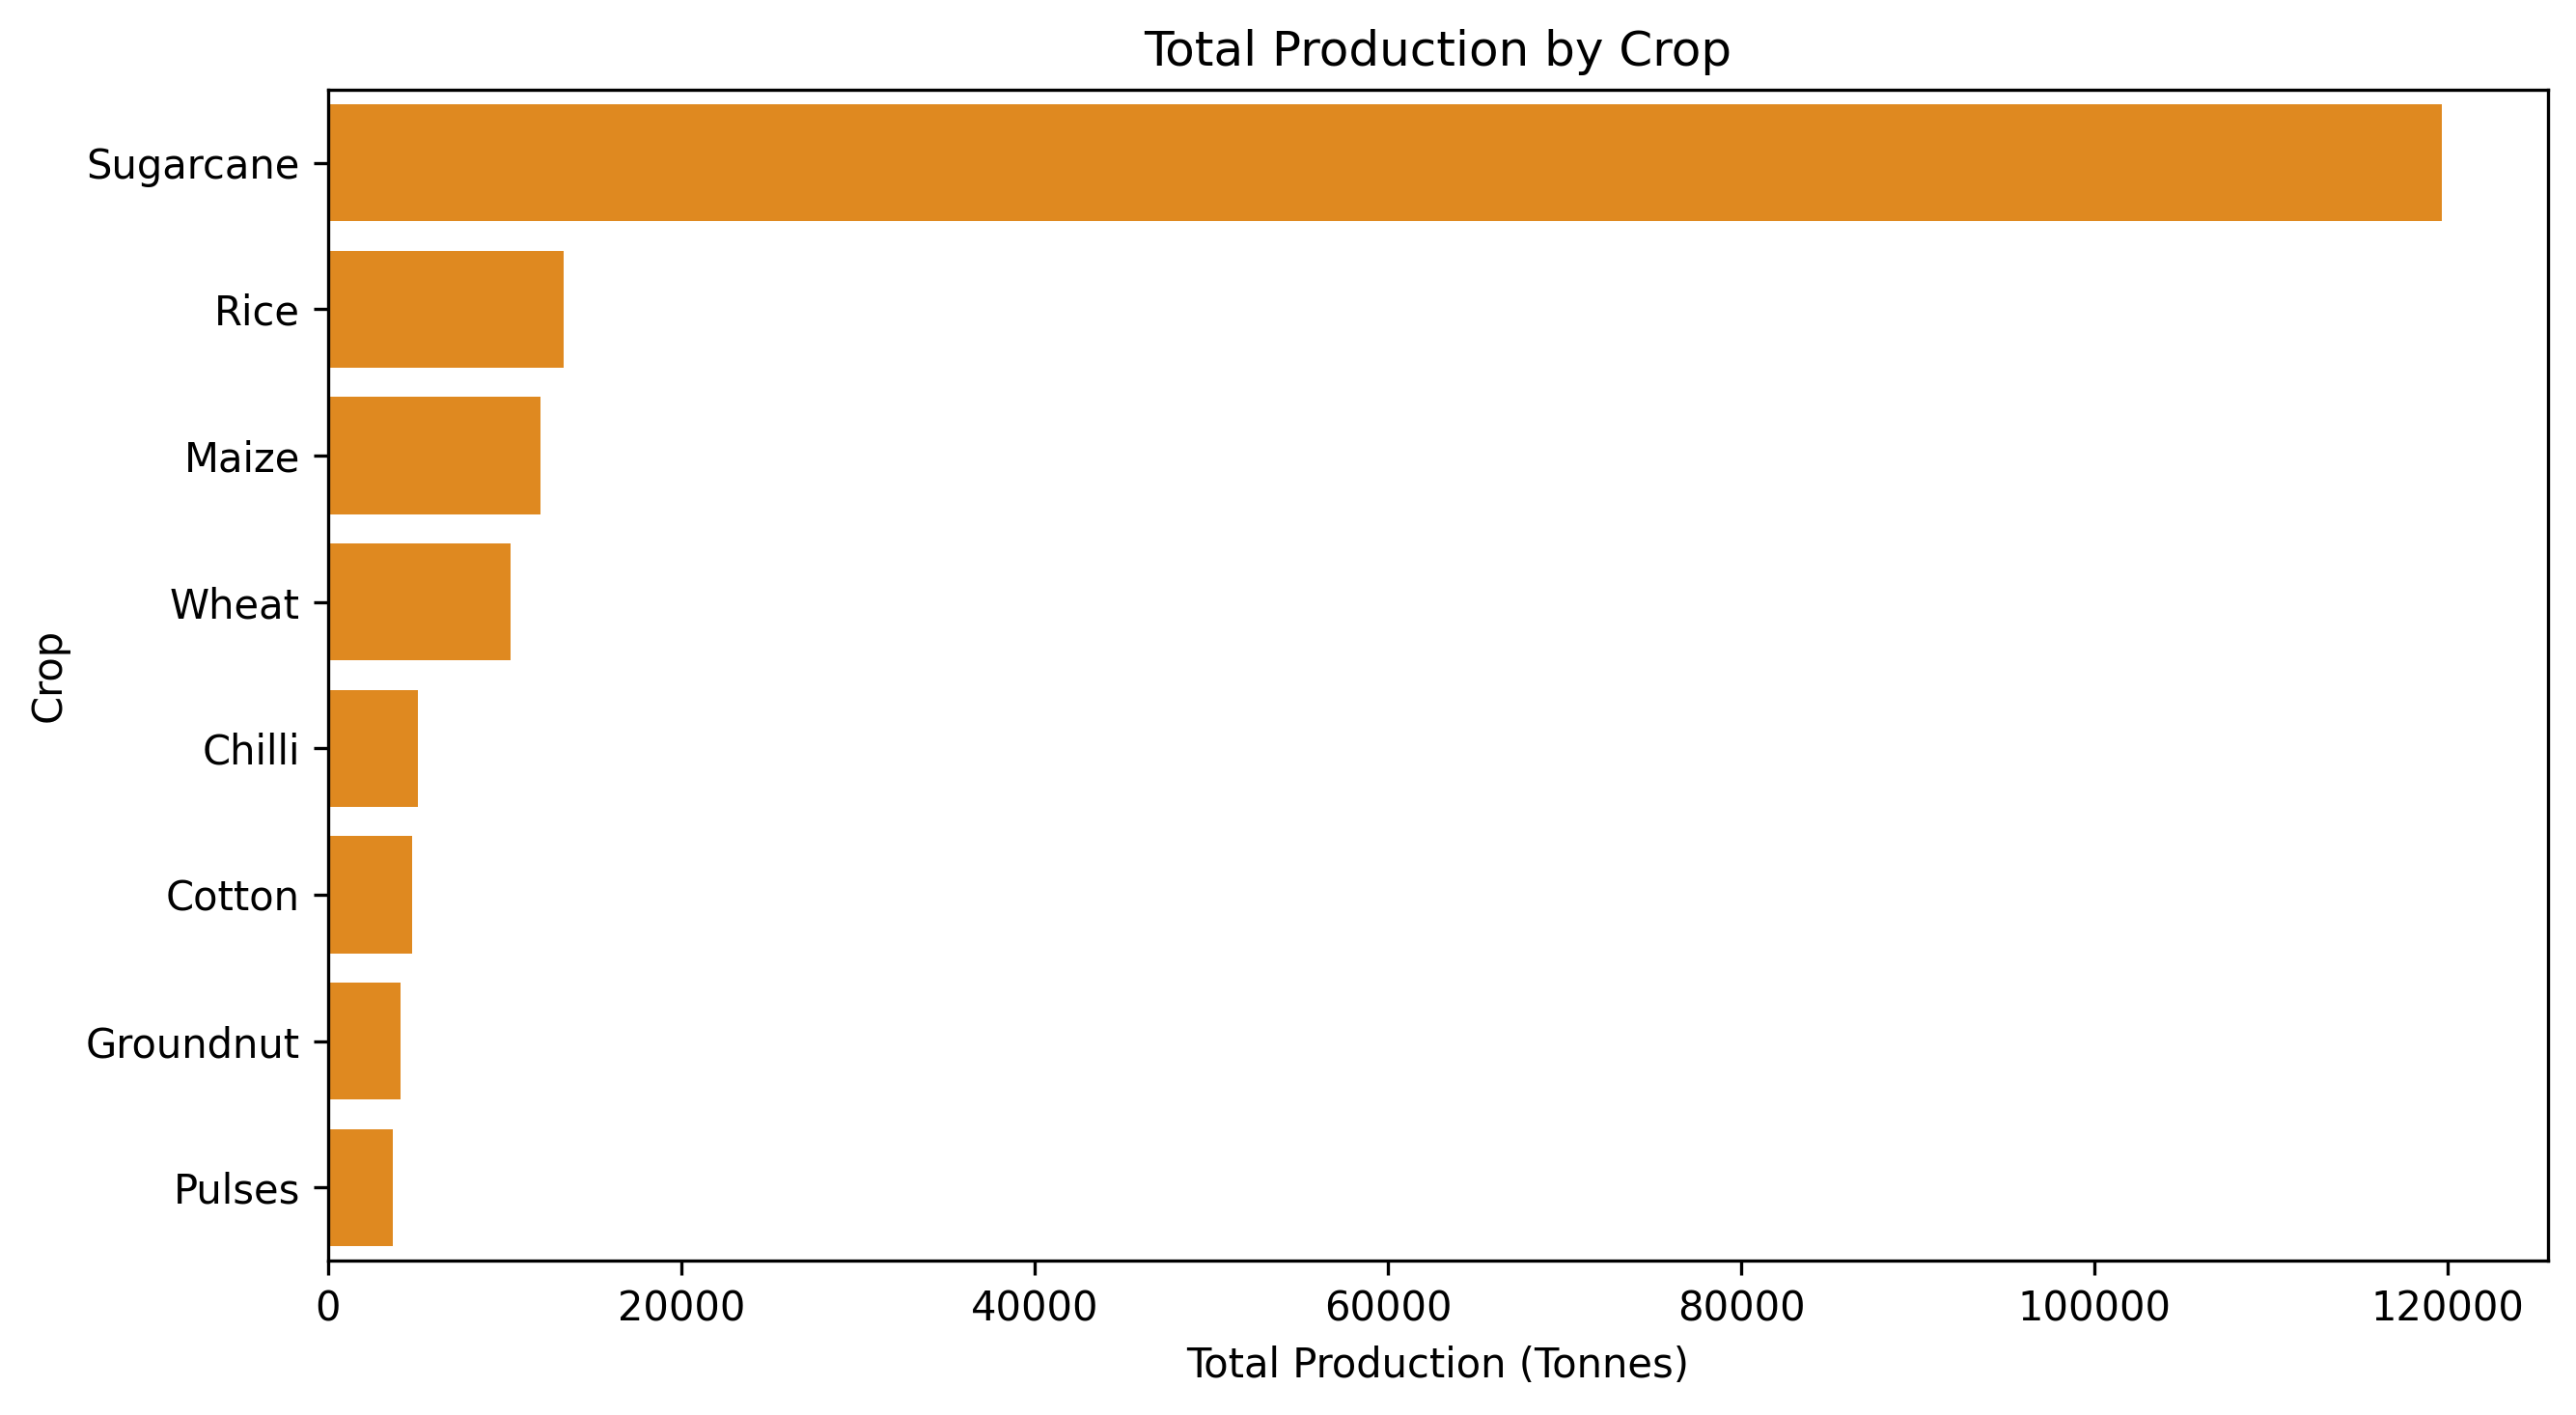 Total Production by Crop
Sugarcane
Rice
Maize
Wheat
Chilli
Cotton
Groundnut
Pulses
Crop
0 20000 40000 60000 80000 100000 120000
Total Production (Tonnes)